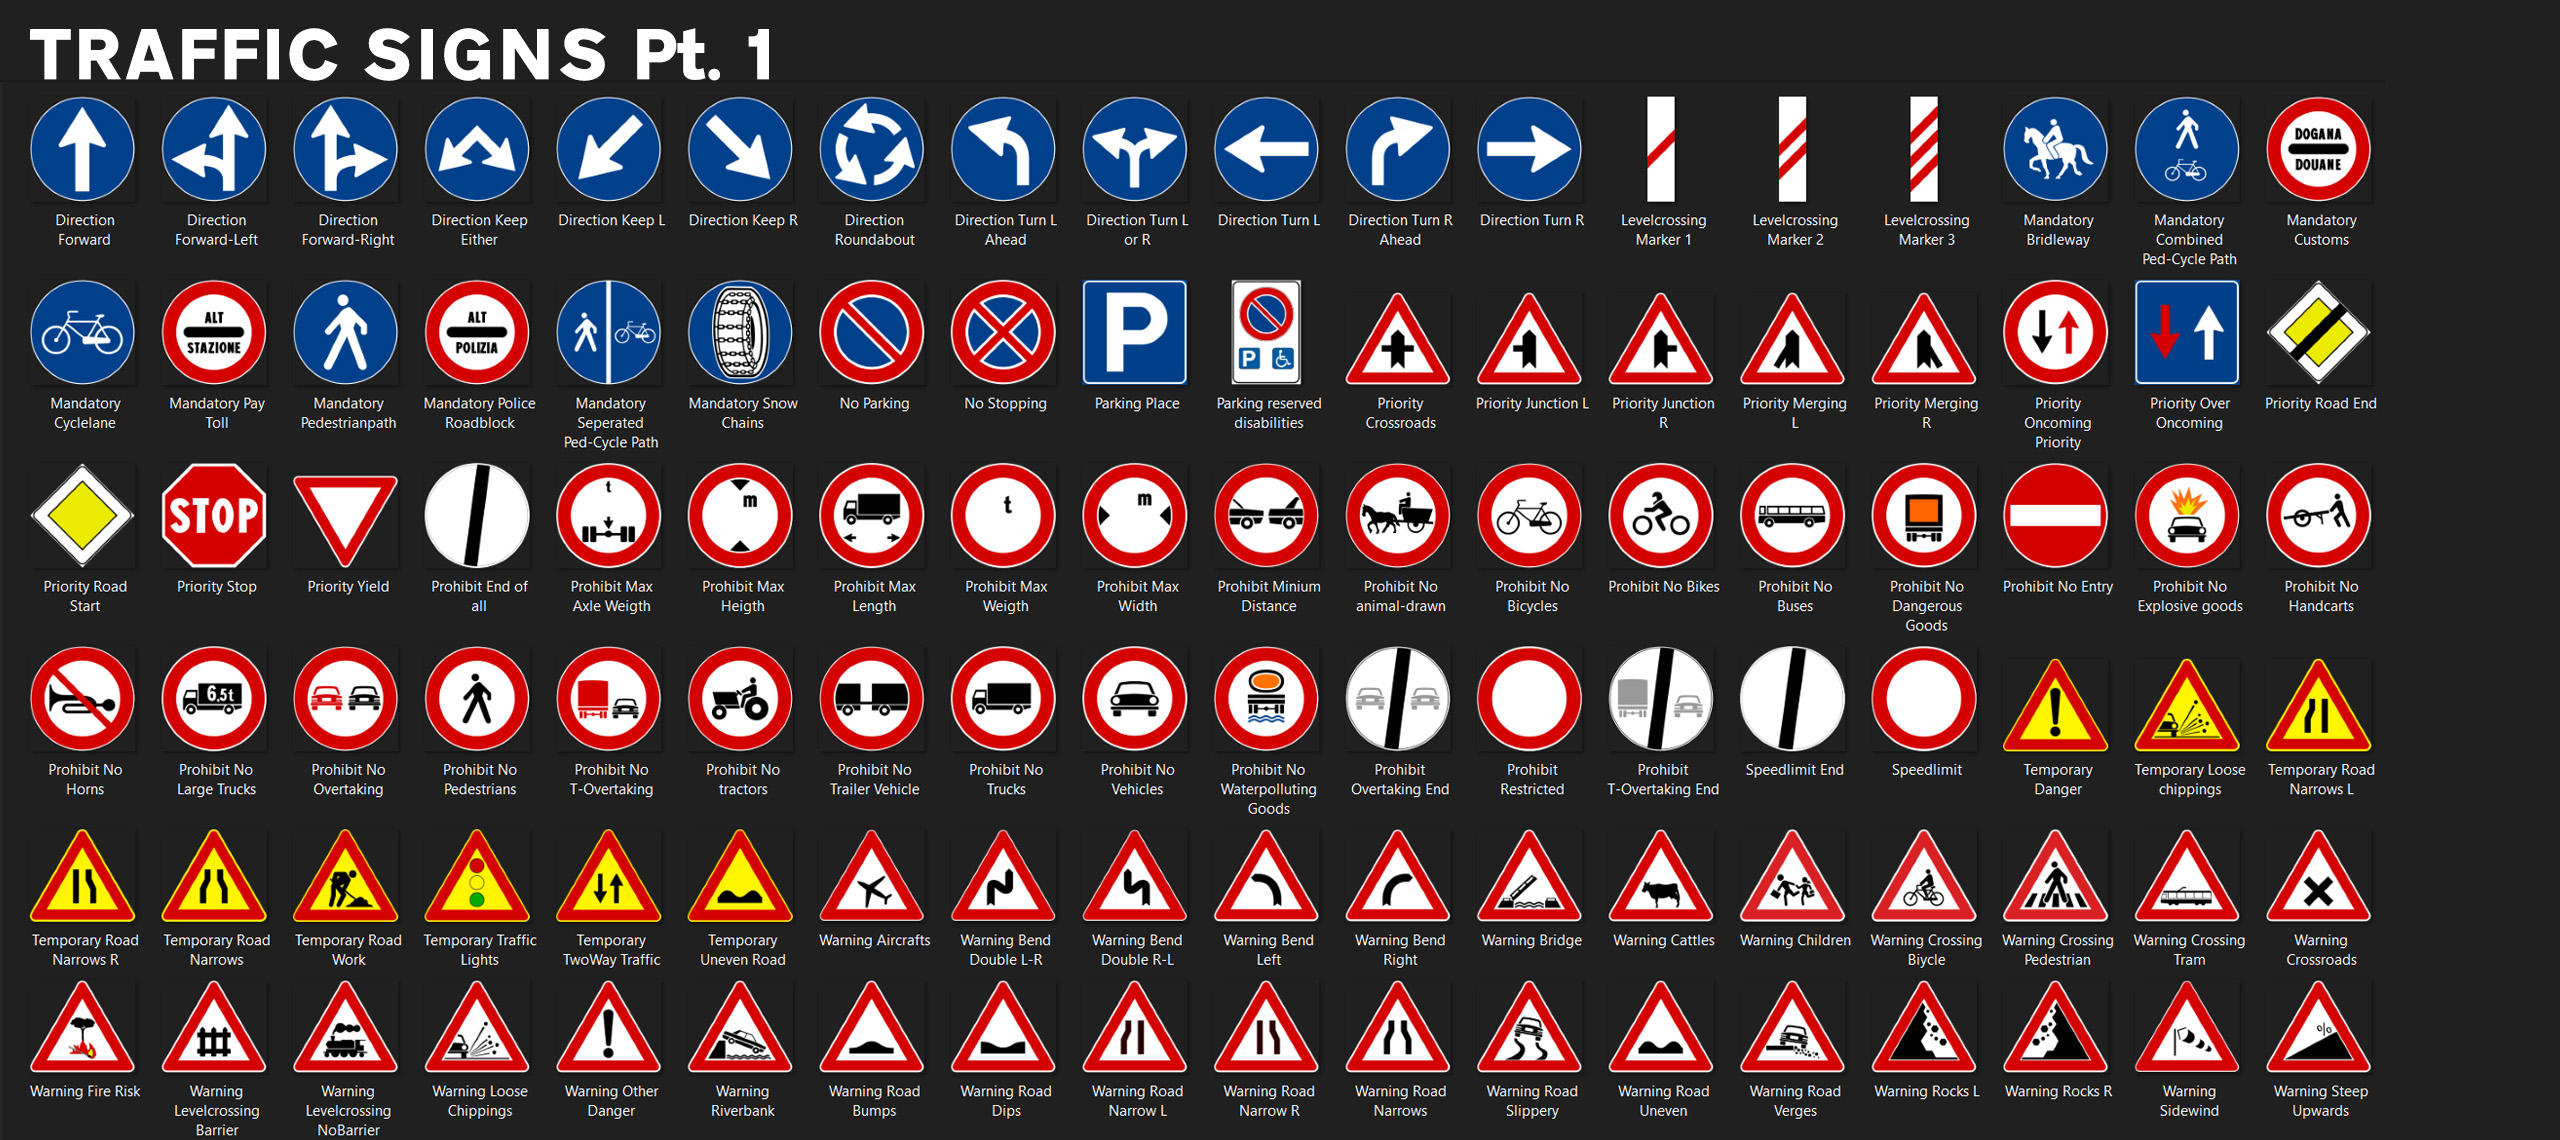 TRAFFIC SIGNS Pt. 1
DOGANA
DOUANE
Direction
Forward
Direction
Forward-Left
Direction
Forward-Right
Direction Keep
Either
Direction Keep L
Direction Keep R
Direction
Roundabout
Direction Turn L
Ahead
Direction Turn L
or R
Direction Turn L
Direction Turn R
Ahead
Direction Turn R
Levelcrossing
Marker 1
Levelcrossing
Marker 2
Levelcrossing
Marker 3
Mandatory
Bridleway
Mandatory
Combined
Ped-Cycle Path
Mandatory
Customs
ALT
STAZIONE
ALT
POLIZIA
P
P
Mandatory
Cyclelane
Mandatory Pay
Toll
Mandatory
Pedestrianpath
Mandatory Police
Roadblock
Mandatory
Seperated
Ped-Cycle Path
Mandatory Snow
Chains
No Parking
No Stopping
Parking Place
Parking reserved
disabilities
Priority
Crossroads
Priority Junction L
Priority Junction
R
Priority Merging
L
Priority Merging
R
Priority
Oncoming
Priority
Priority Over
Oncoming
Priority Road End
STOP
t
m
t
m
Priority Road
Start
Priority Stop
Priority Yield
Prohibit End of
all
Prohibit Max
Axle Weigth
Prohibit Max
Heigth
Prohibit Max
Length
Prohibit Max
Weigth
Prohibit Max
Width
Prohibit Minium
Distance
Prohibit No
animal-drawn
Prohibit No
Bicycles
Prohibit No Bikes
Prohibit No
Buses
Prohibit No
Dangerous
Goods
Prohibit No Entry
Prohibit No
Explosive goods
Prohibit No
Handcarts
6.5t
Prohibit No
Horns
Prohibit No
Large Trucks
Prohibit No
Overtaking
Prohibit No
Pedestrians
Prohibit No
T-Overtaking
Prohibit No
tractors
Prohibit No
Trailer Vehicle
Prohibit No
Trucks
Prohibit No
Vehicles
Prohibit No
Waterpolluting
Goods
Prohibit
Overtaking End
Prohibit
Restricted
Prohibit
T-Overtaking End
Speedlimit End
Speedlimit
Temporary
Danger
Temporary Loose
chippings
Temporary Road
Narrows L
Temporary Road
Narrows R
Temporary Road
Narrows
Temporary Road
Work
Temporary Traffic
Lights
Temporary
TwoWay Traffic
Temporary
Uneven Road
Warning Aircrafts
Warning Bend
Double L-R
Warning Bend
Double R-L
Warning Bend
Left
Warning Bend
Right
Warning Bridge
Warning Cattles
Warning Children
Warning Crossing
Biycle
Warning Crossing
Pedestrian
Warning Crossing
Tram
Warning
Crossroads
%
Warning Fire Risk
Warning
Levelcrossing
Barrier
Warning
Levelcrossing
NoBarrier
Warning Loose
Chippings
Warning Other
Danger
Warning
Riverbank
Warning Road
Bumps
Warning Road
Dips
Warning Road
Narrow L
Warning Road
Narrow R
Warning Road
Narrows
Warning Road
Slippery
Warning Road
Uneven
Warning Road
Verges
Warning Rocks L
Warning Rocks R
Warning
Sidewind
Warning Steep
Upwards